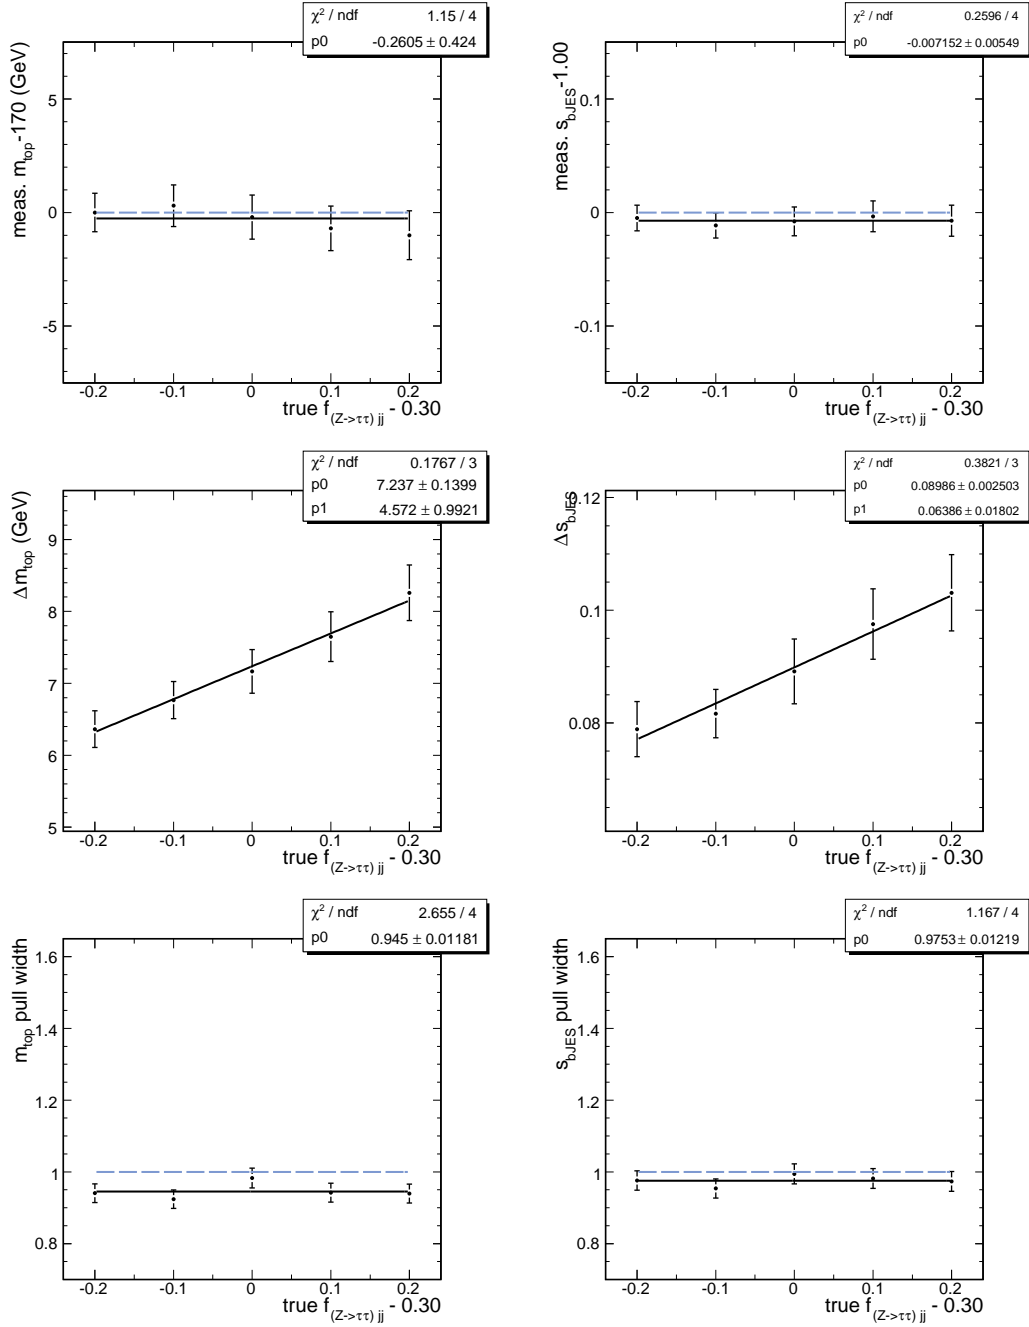 χ² / ndf 1.15 / 4
p0 -0.2605 ± 0.424
meas. m_top-170 (GeV)
5
0
-5
-0.2 -0.1 0 0.1 0.2
true f_(Z->ττ) jj - 0.30
χ² / ndf 0.2596 / 4
p0 -0.007152 ± 0.00549
meas. s_bJES-1.00
0.1
0
-0.1
-0.2 -0.1 0 0.1 0.2
true f_(Z->ττ) jj - 0.30
χ² / ndf 0.1767 / 3
p0 7.237 ± 0.1399
p1 4.572 ± 0.9921
Δm_top (GeV)
9
8
7
6
5
-0.2 -0.1 0 0.1 0.2
true f_(Z->ττ) jj - 0.30
χ² / ndf 0.3821 / 3
p0 0.08986 ± 0.002503
p1 0.06386 ± 0.01802
Δs_bJES
0.12
0.1
0.08
-0.2 -0.1 0 0.1 0.2
true f_(Z->ττ) jj - 0.30
χ² / ndf 2.655 / 4
p0 0.945 ± 0.01181
m_top pull width
1.6
1.4
1.2
1
0.8
-0.2 -0.1 0 0.1 0.2
true f_(Z->ττ) jj - 0.30
χ² / ndf 1.167 / 4
p0 0.9753 ± 0.01219
s_bJES pull width
1.6
1.4
1.2
1
0.8
-0.2 -0.1 0 0.1 0.2
true f_(Z->ττ) jj - 0.30